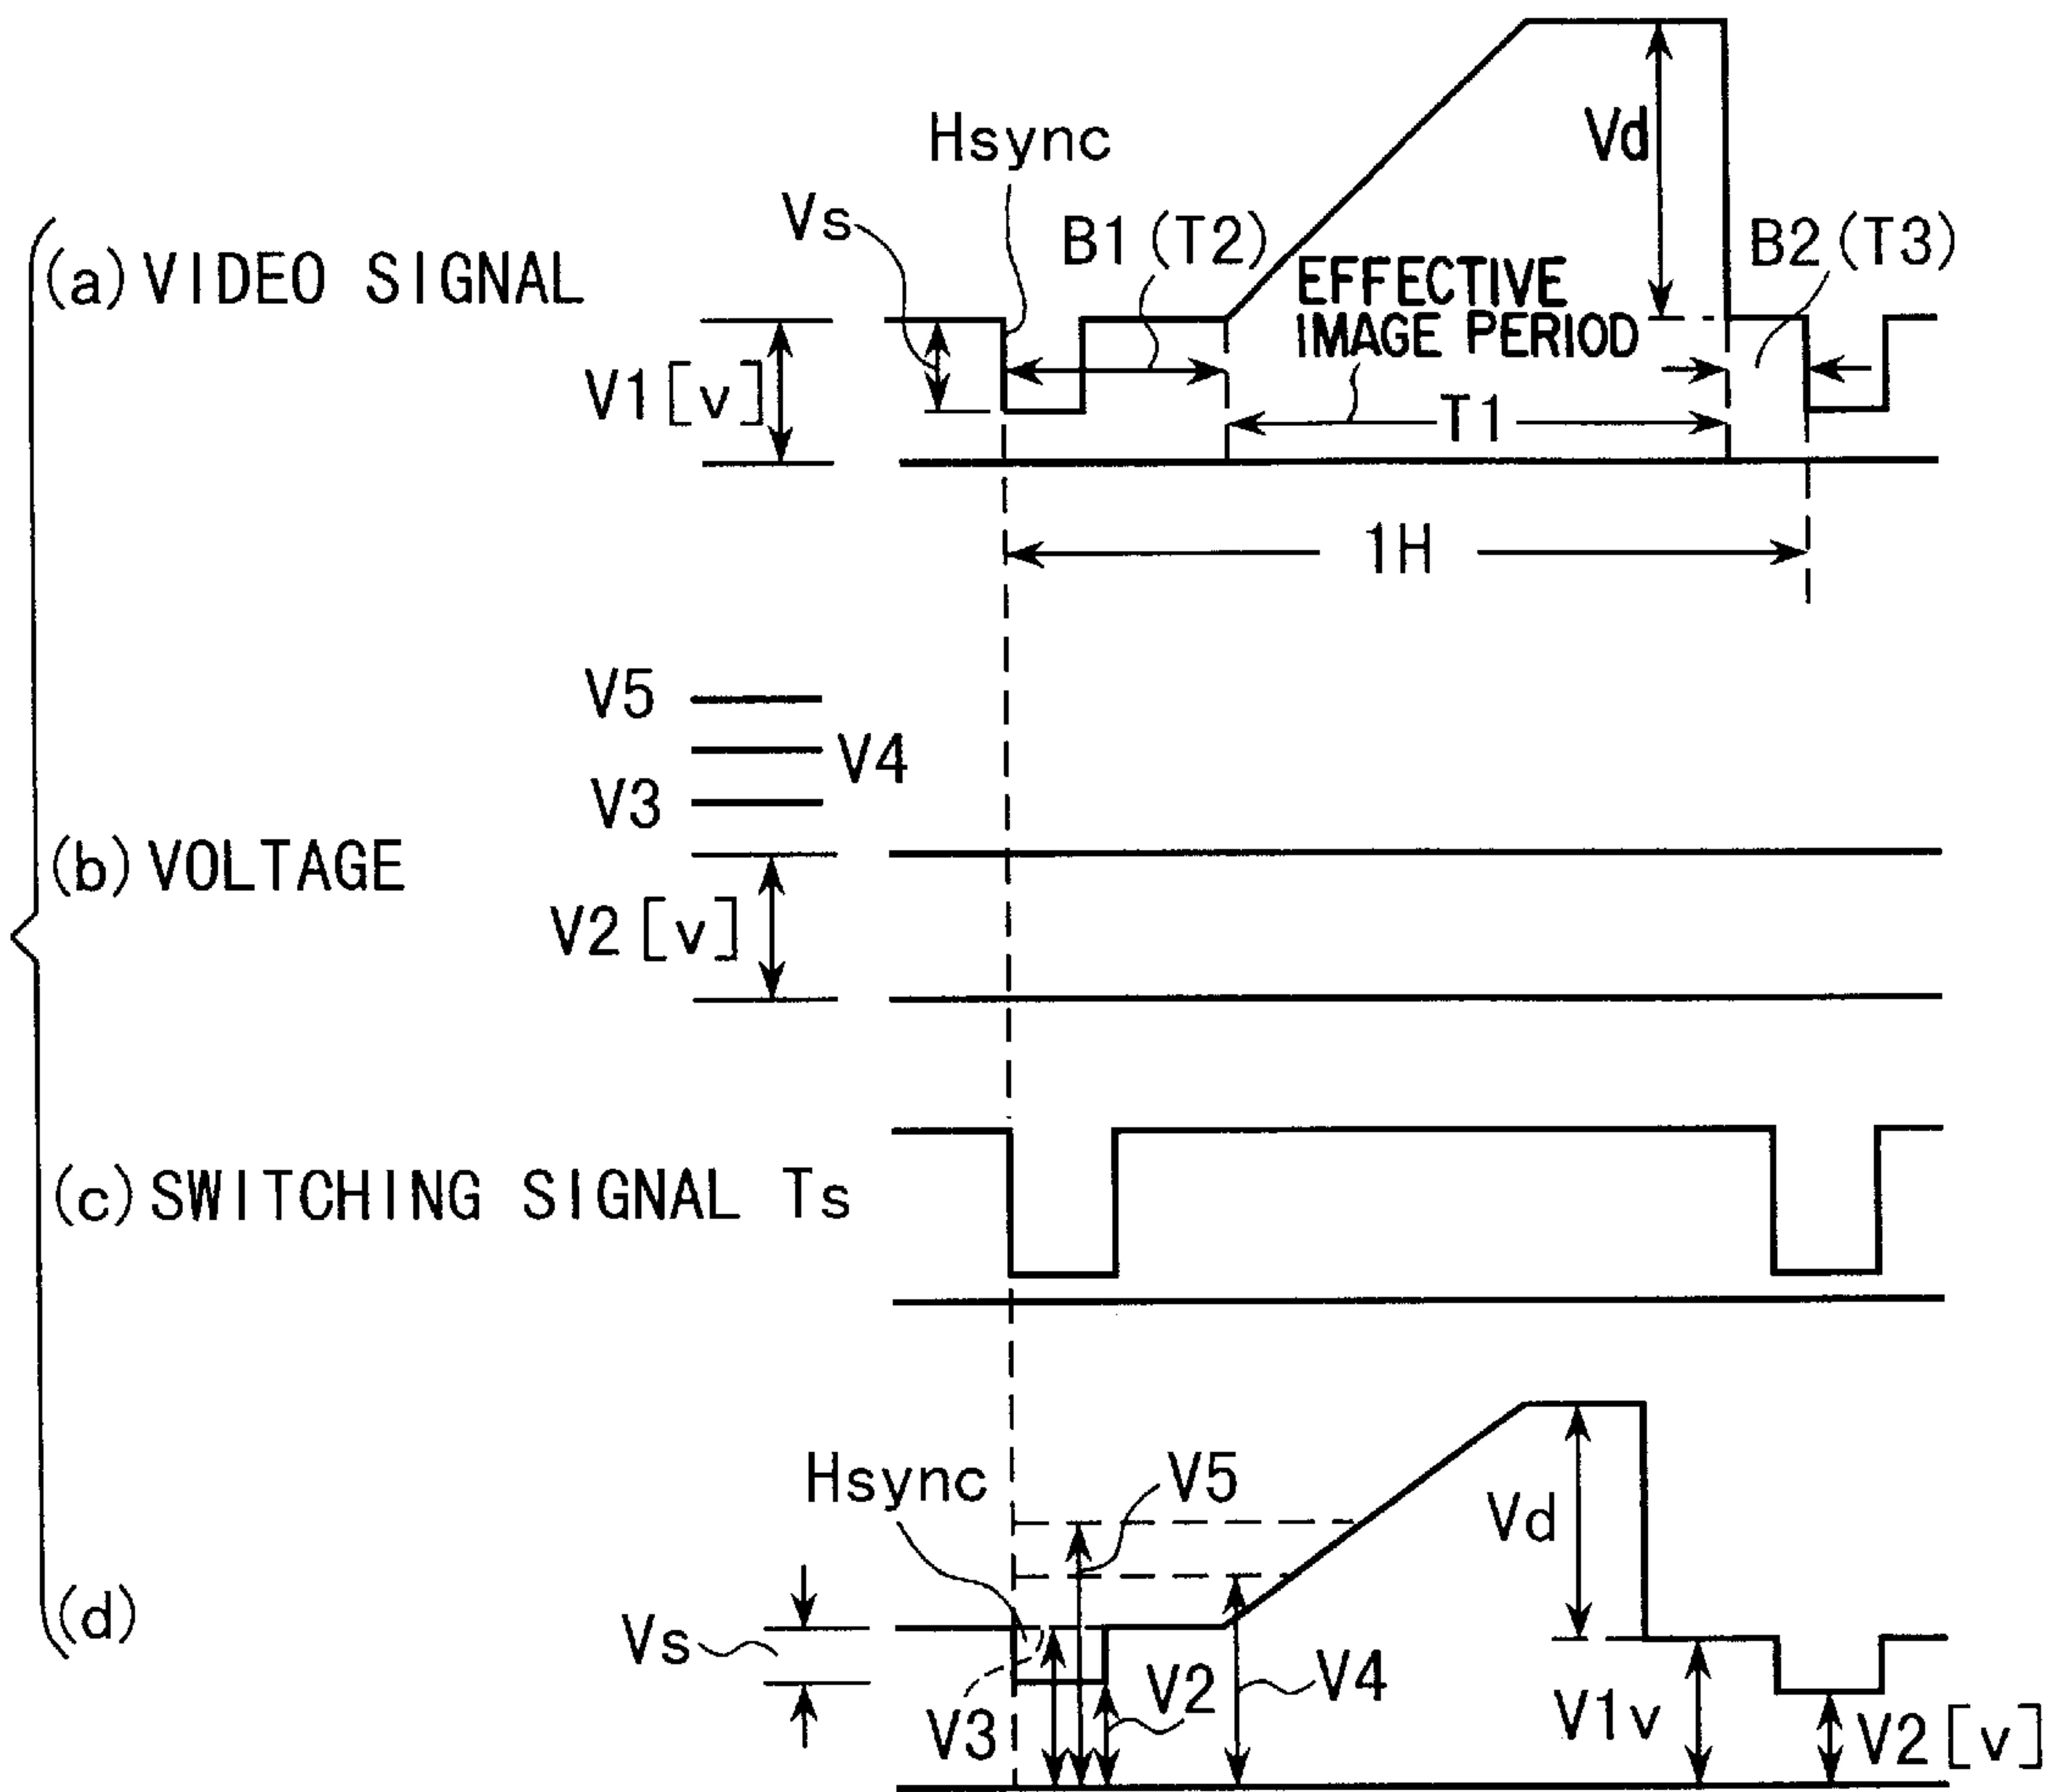 (a) VIDEO SIGNAL
Hsync
Vs
B1 (T2)
Vd
B2 (T3)
EFFECTIVE
IMAGE PERIOD
V1 [v]
T1
1H
V5
V4
V3
(b) VOLTAGE
V2 [v]
(c) SWITCHING SIGNAL Ts
(d)
Hsync
V5
Vd
Vs
V3
V2
V4
V1v
V2 [v]